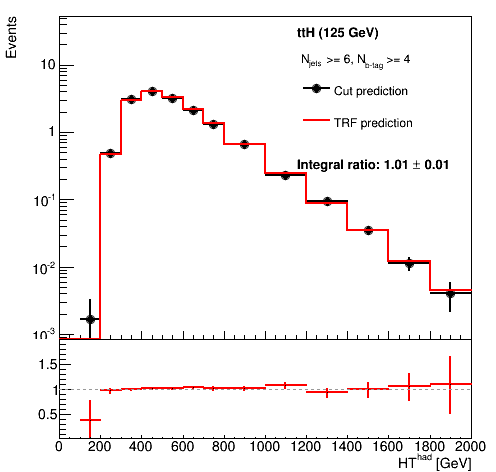 Events
ttH (125 GeV)
N_jets >= 6, N_b-tag >= 4
Cut prediction
TRF prediction
Integral ratio: 1.01 ± 0.01
10
1
10^-1
10^-2
10^-3
1.5
1
0.5
0 200 400 600 800 1000 1200 1400 1600 1800 2000
HT^had [GeV]